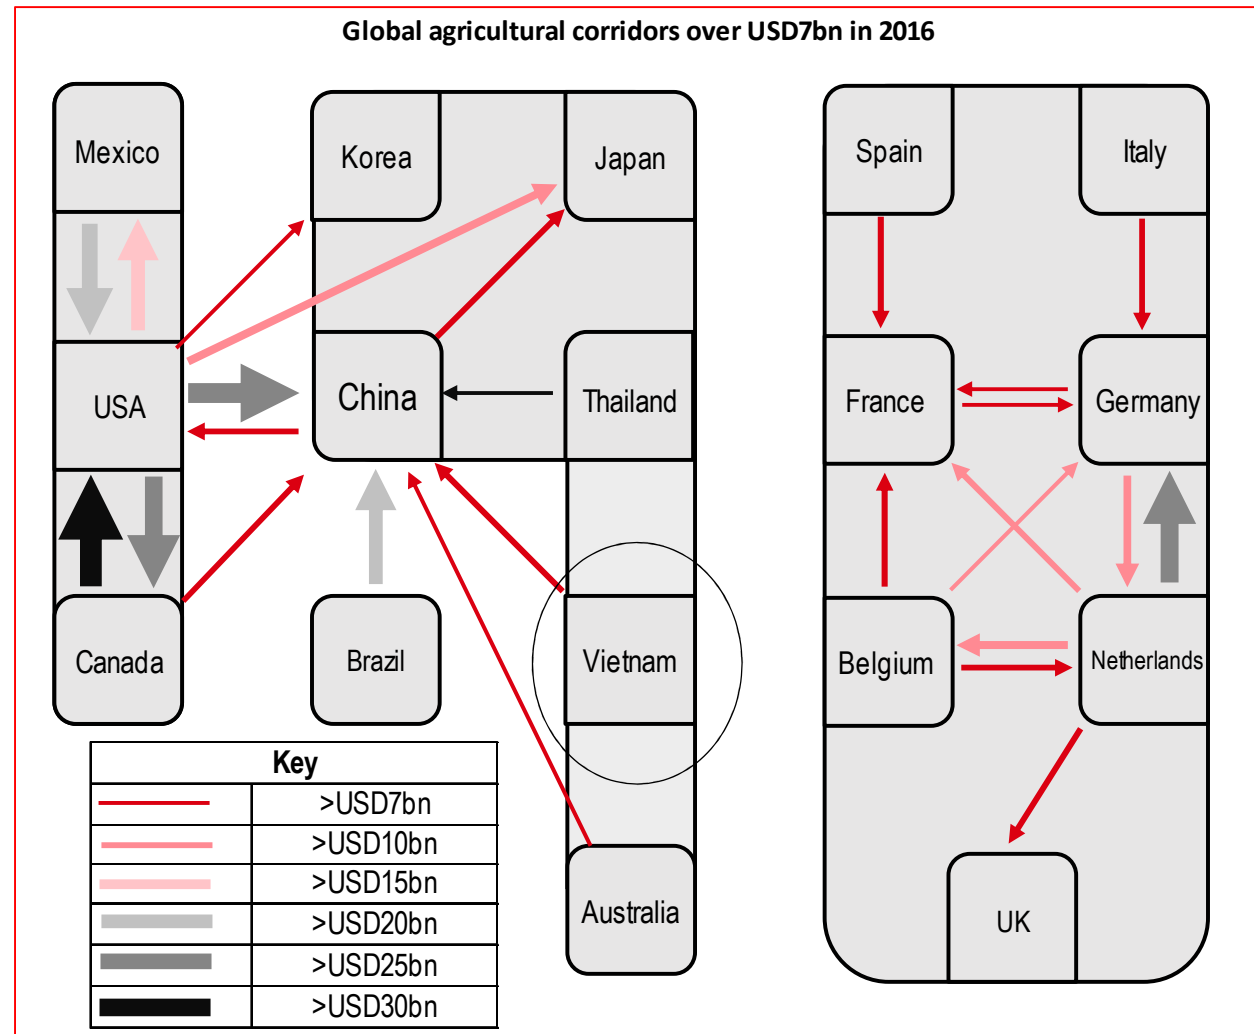 Global agricultural corridors over USD7bn in 2016
Mexico
Korea
Japan
Spain
Italy
USA
China
Thailand
France
Germany
Canada
Brazil
Vietnam
Belgium
Netherlands
Australia
UK
Key
>USD7bn
>USD10bn
>USD15bn
>USD20bn
>USD25bn
>USD30bn